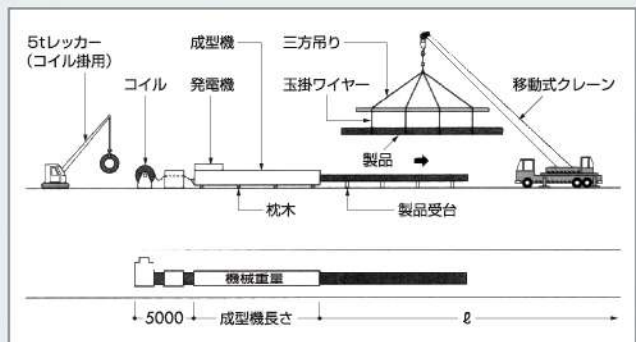 5tレッカー
(コイル掛用)
コイル
発電機
成型機
三方吊り
玉掛ワイヤー
移動式クレーン
製品
枕木
製品受台
機械重量
5000
成型機長さ
ℓ